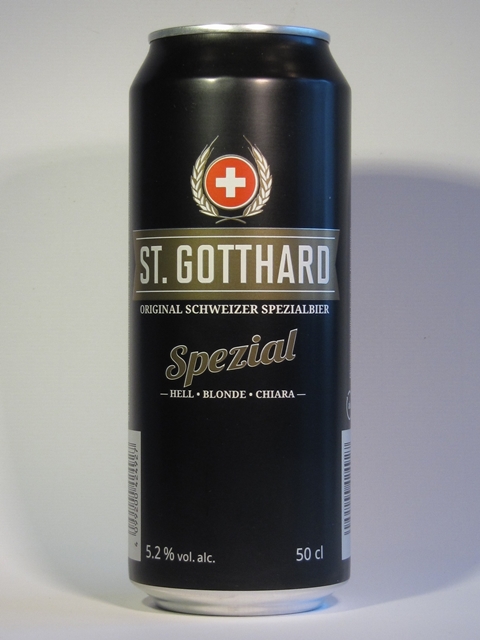 ST. GOTTHARD
ORIGINAL SCHWEIZER SPEZIALBIER
Spezial
— HELL • BLONDE • CHIARA —
5.2 % vol. alc. 50 cl